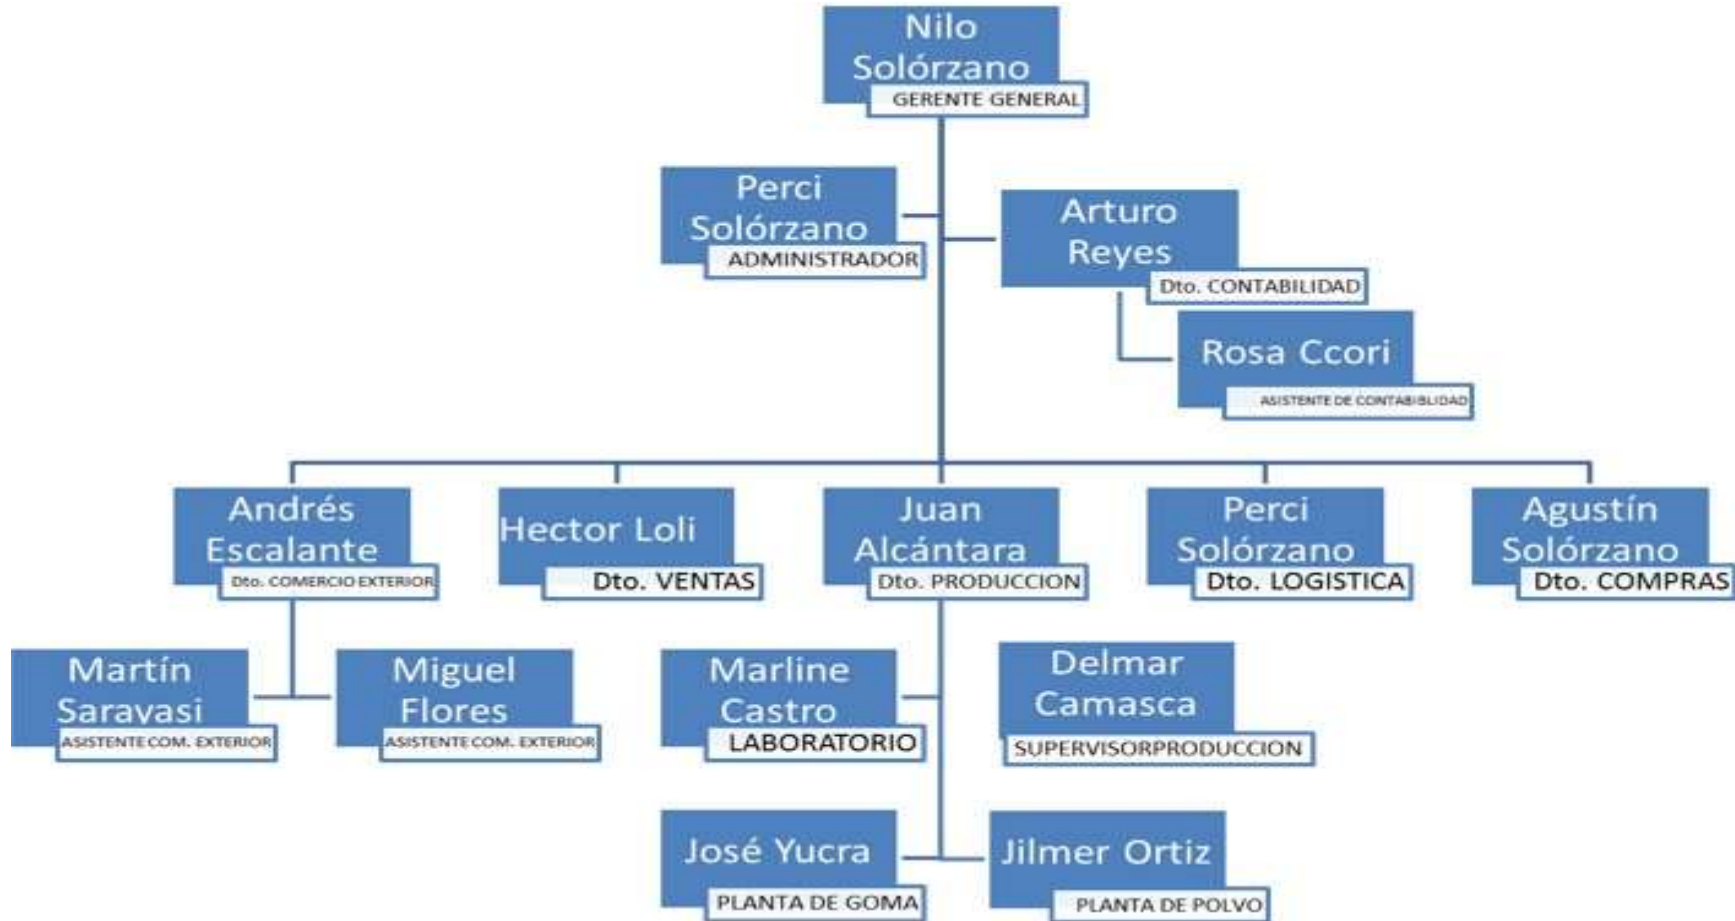 Nilo
Solórzano
GERENTE GENERAL
Perci
Solórzano
ADMINISTRADOR
Arturo
Reyes
Dto. CONTABILIDAD
Rosa Ccori
ASISTENTE DE CONTABIBLIDAD
Andrés
Escalante
Dto. COMERCIO EXTERIOR
Hector Loli
Dto. VENTAS
Juan
Alcántara
Dto. PRODUCCION
Perci
Solórzano
Dto. LOGISTICA
Agustín
Solórzano
Dto. COMPRAS
Martín
Saravasi
ASISTENTE COM. EXTERIOR
Miguel
Flores
ASISTENTE COM. EXTERIOR
Marline
Castro
LABORATORIO
Delmar
Camasca
SUPERVISORPRODUCCION
José Yucra
PLANTA DE GOMA
Jilmer Ortiz
PLANTA DE POLVO